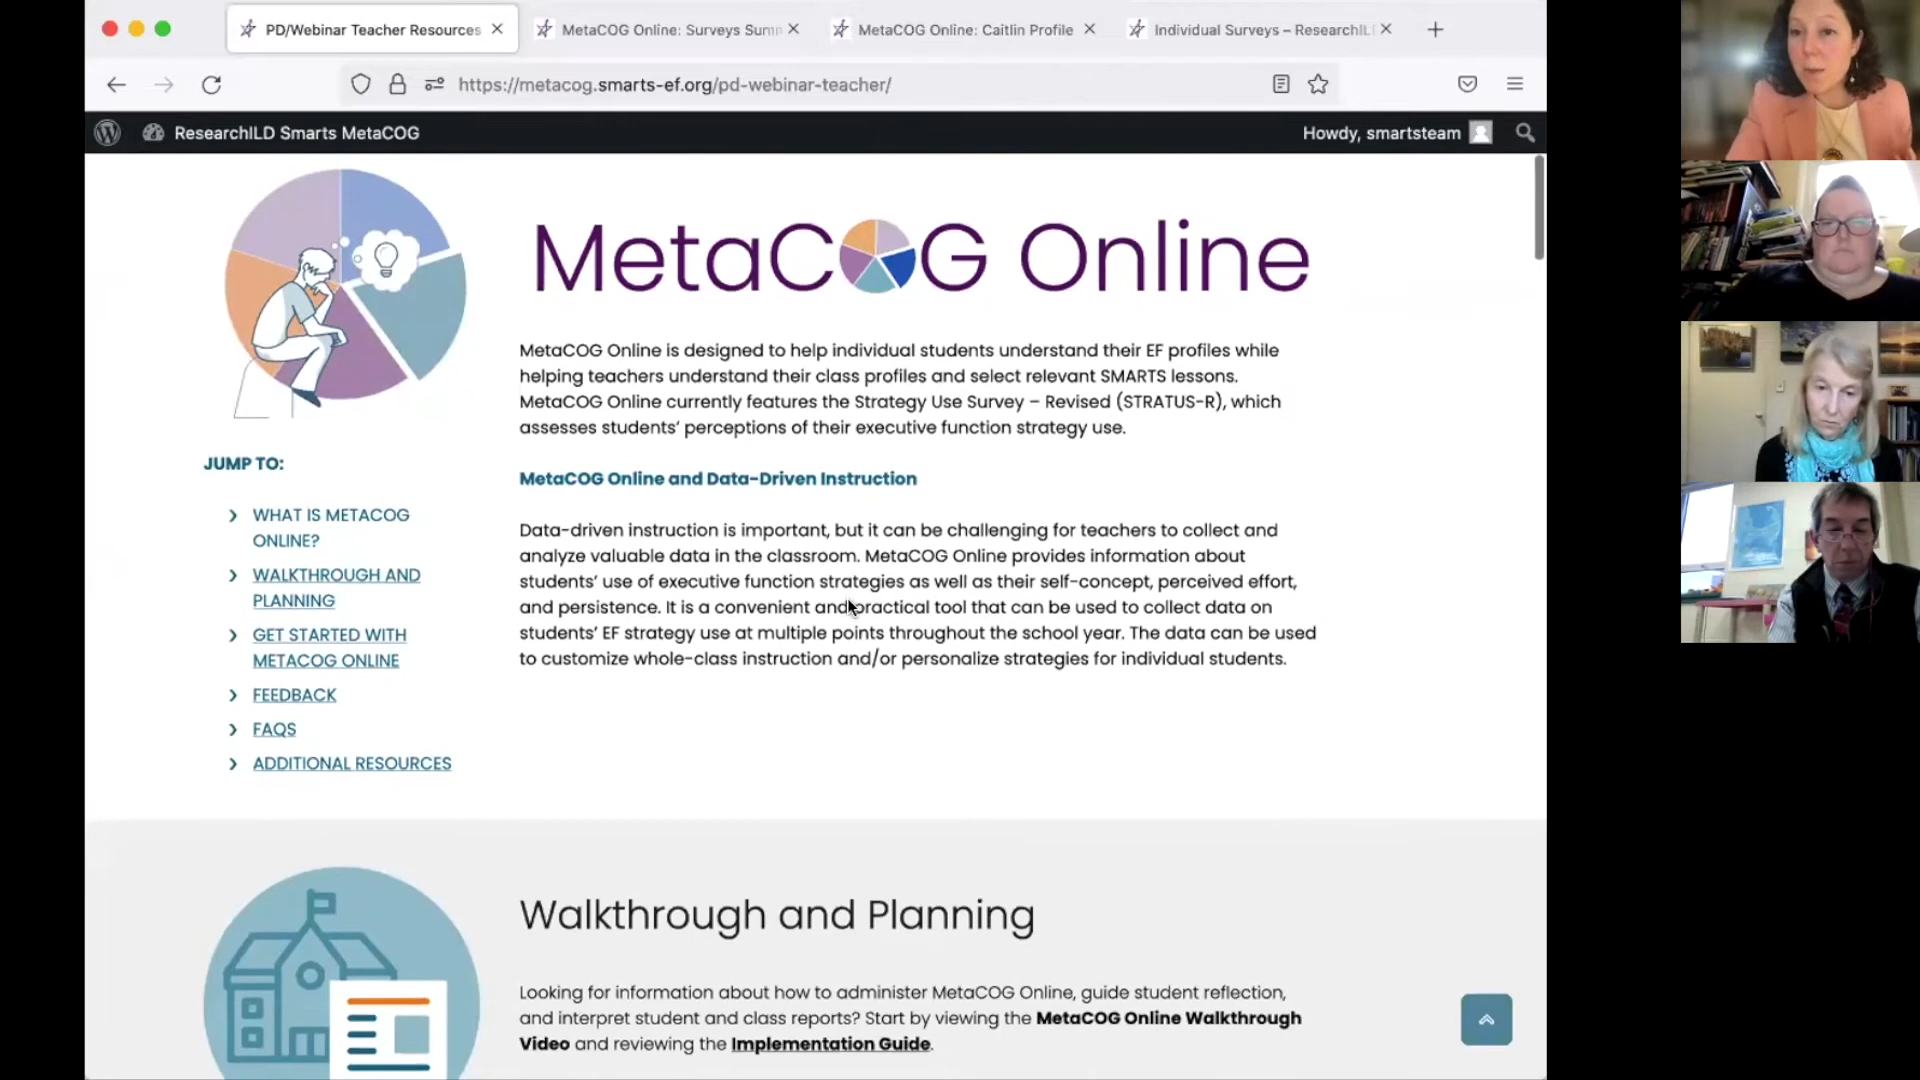 PD/Webinar Teacher Resources
MetaCOG Online: Surveys Sum
MetaCOG Online: Caitlin Profile
Individual Surveys – ResearchIL
https://metacog.smarts-ef.org/pd-webinar-teacher/
ResearchILD Smarts MetaCOG
Howdy, smartsteam
MetaCOG Online
MetaCOG Online is designed to help individual students understand their EF profiles while
helping teachers understand their class profiles and select relevant SMARTS lessons.
MetaCOG Online currently features the Strategy Use Survey – Revised (STRATUS-R), which
assesses students’ perceptions of their executive function strategy use.
JUMP TO:
WHAT IS METACOG
ONLINE?
WALKTHROUGH AND
PLANNING
GET STARTED WITH
METACOG ONLINE
FEEDBACK
FAQS
ADDITIONAL RESOURCES
MetaCOG Online and Data-Driven Instruction
Data-driven instruction is important, but it can be challenging for teachers to collect and
analyze valuable data in the classroom. MetaCOG Online provides information about
students’ use of executive function strategies as well as their self-concept, perceived effort,
and persistence. It is a convenient and practical tool that can be used to collect data on
students’ EF strategy use at multiple points throughout the school year. The data can be used
to customize whole-class instruction and/or personalize strategies for individual students.
Walkthrough and Planning
Looking for information about how to administer MetaCOG Online, guide student reflection,
and interpret student and class reports? Start by viewing the MetaCOG Online Walkthrough
Video and reviewing the Implementation Guide.